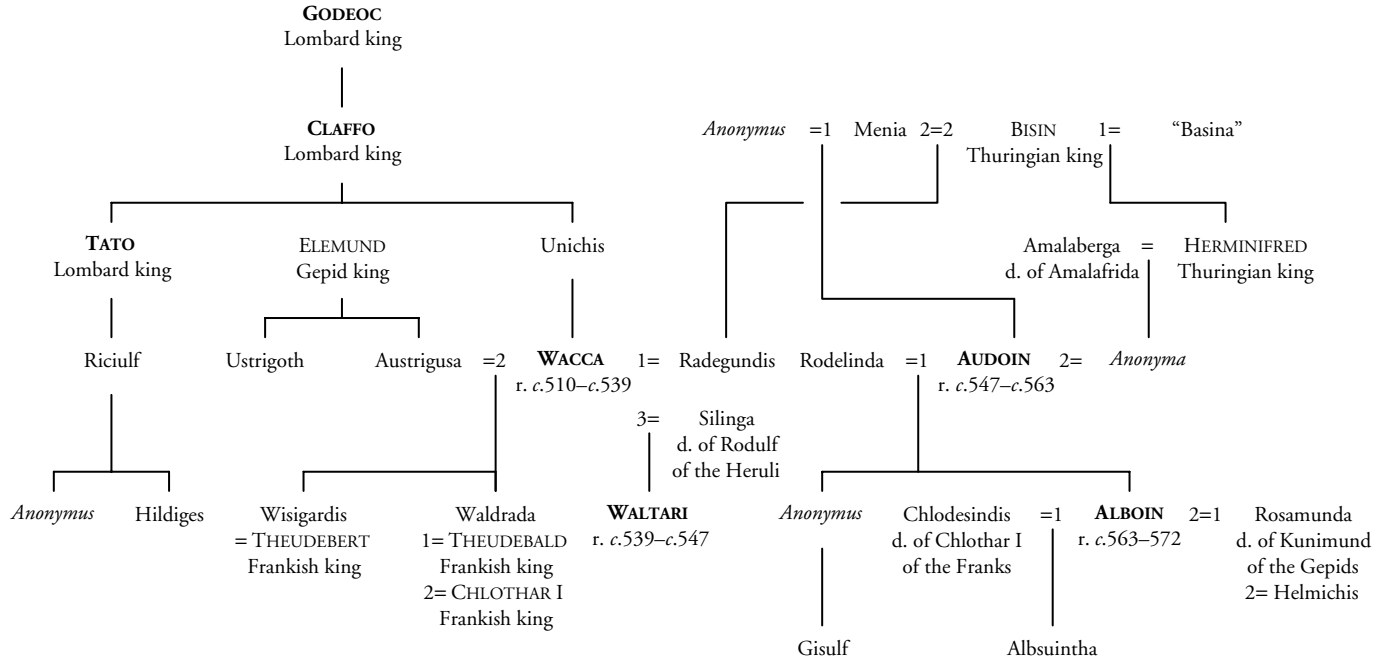 GODEOC
Lombard king
CLAFFO
Lombard king
Anonymus =1 Menia 2=2 BISIN 1= “Basina”
Thuringian king
TATO
Lombard king
ELEMUND
Gepid king
Unichis
Amalaberga = HERMINIFRED
d. of Amalafrida Thuringian king
Riciulf Ustrigoth Austrigusa =2 WACCA 1= Radegundis Rodelinda =1 AUDOIN 2= Anonyma
r. c.510–c.539 r. c.547–c.563
3= Silinga
d. of Rodulf
of the Heruli
Anonymus Hildiges
Wisigardis
= THEUDEBERT
Frankish king
Waldrada
1= THEUDEBALD
Frankish king
2= CHLOTHAR I
Frankish king
WALTARI
r. c.539–c.547
Anonymus
Chlodesindis =1 ALBOIN 2=1 Rosamunda
d. of Chlothar I r. c.563–572 d. of Kunimund
of the Franks of the Gepids
2= Helmichis
Gisulf Albsuintha